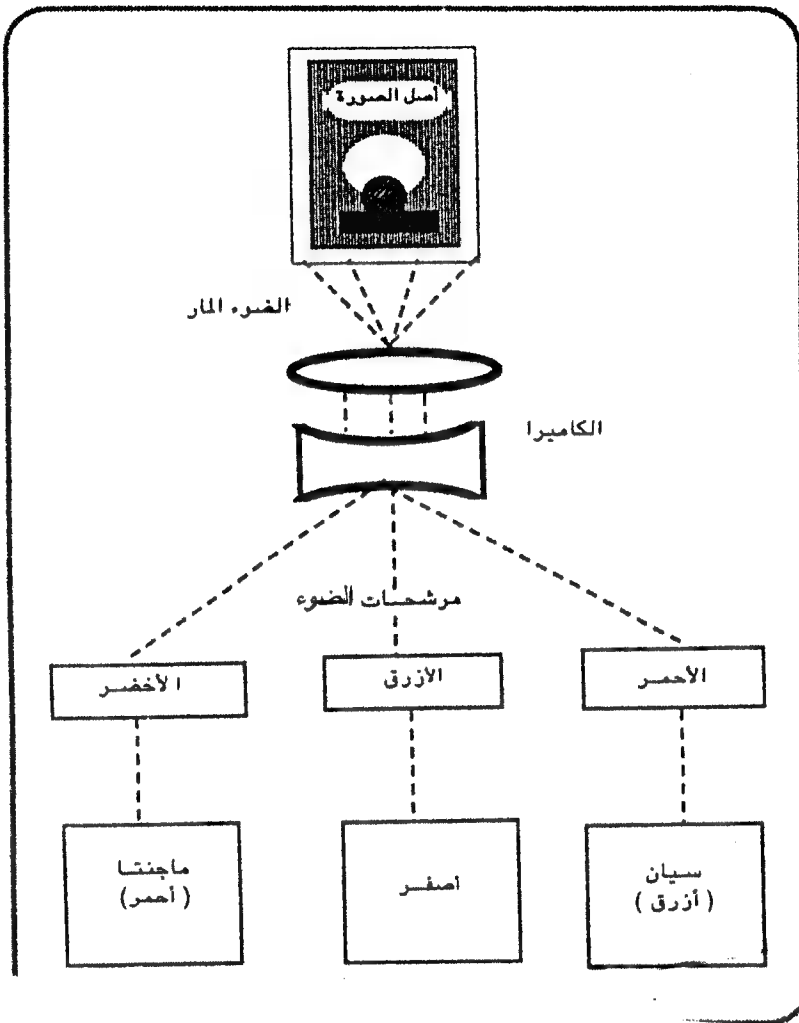 أصل الصورة
الضوء المار
الكاميرا
مرشحات الضوء
الأحمر
الأزرق
الأخضر
سيان
(أزرق)
أصفر
ماجنتا
(أحمر)